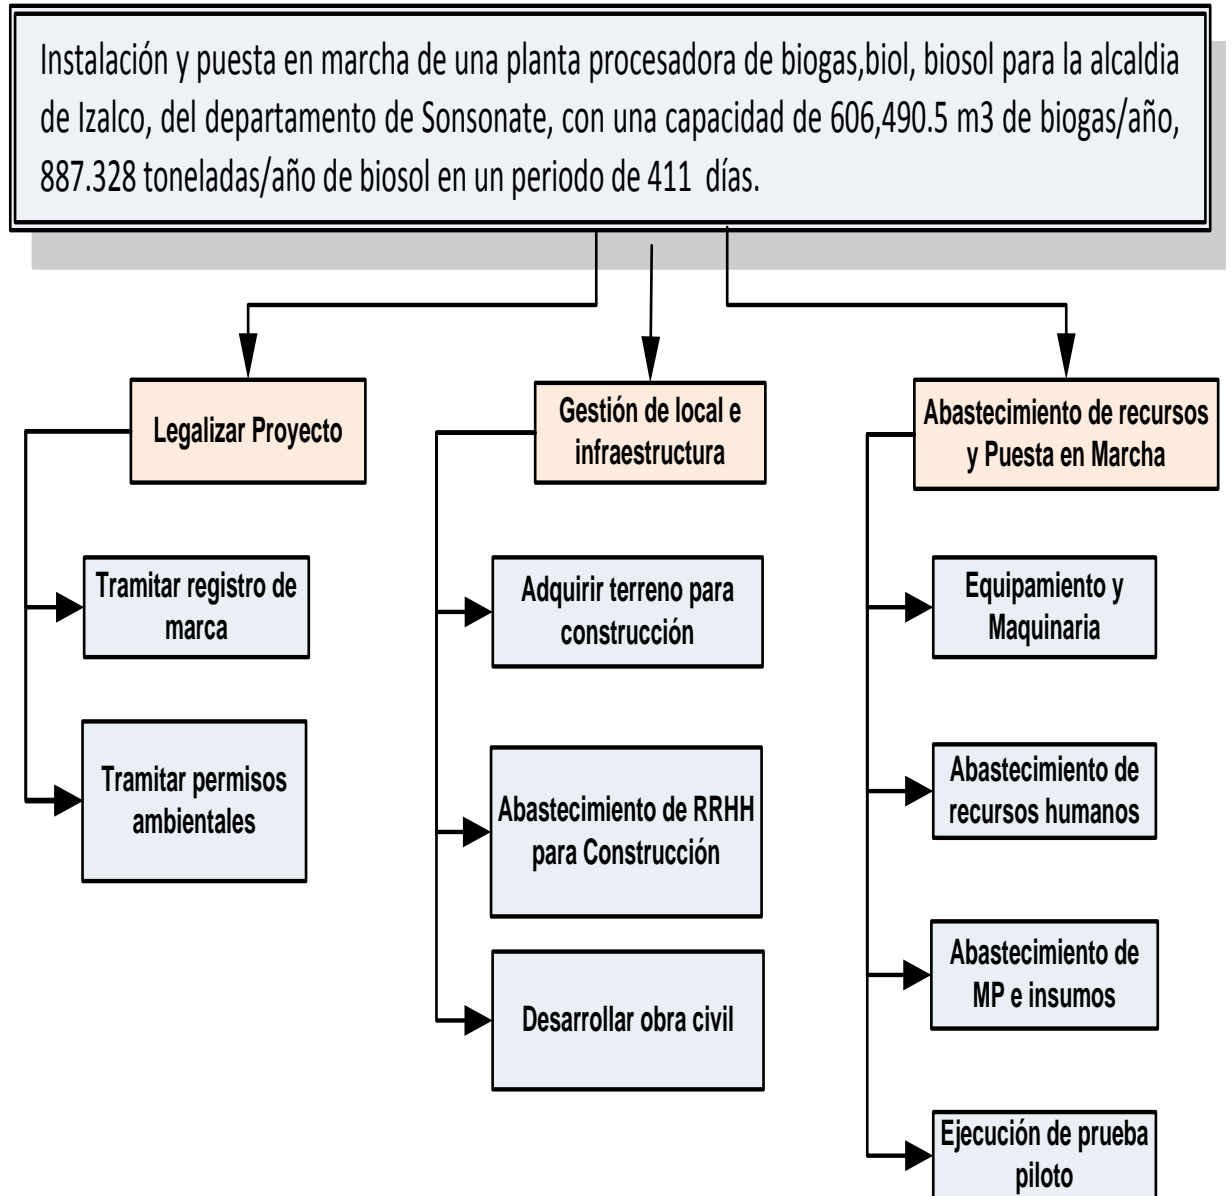 Instalación y puesta en marcha de una planta procesadora de biogas,biol, biosol para la alcaldia
de Izalco, del departamento de Sonsonate, con una capacidad de 606,490.5 m3 de biogas/año,
887.328 toneladas/año de biosol en un periodo de 411 días.
Legalizar Proyecto
Tramitar registro de
marca
Tramitar permisos
ambientales
Gestión de local e
infraestructura
Adquirir terreno para
construcción
Abastecimiento de RRHH
para Construcción
Desarrollar obra civil
Abastecimiento de recursos
y Puesta en Marcha
Equipamiento y
Maquinaria
Abastecimiento de
recursos humanos
Abastecimiento de
MP e insumos
Ejecución de prueba
piloto